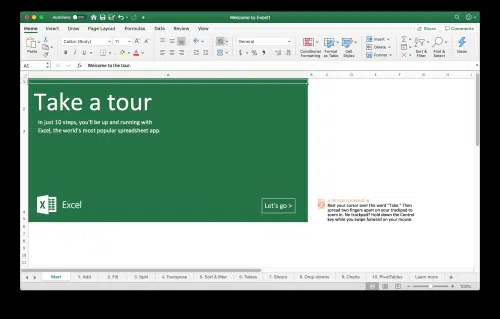 AutoSave
Welcome to Excel1
Home Insert Draw Page Layout Formulas Data Review View
Share Comments
Paste
Calibri (Body) 11
General
Conditional Formatting
Format as Table
Cell Styles
Insert
Delete
Format
Sort & Filter
Find & Select
Ideas
A1 fx Welcome to the tour.
Take a tour
In just 10 steps, you'll be up and running with
Excel, the world's most popular spreadsheet app.
Excel
Let's go >
Rest your cursor over the word "Take." Then
spread two fingers apart on your trackpad to
zoom in. No trackpad? Hold down the Control
key while you swipe forward on your mouse.
Start 1. Add 2. Fill 3. Split 4. Transpose 5. Sort & filter 6. Tables 7. Slicers 8. Drop-downs 9. Charts 10. PivotTables Learn more
100%